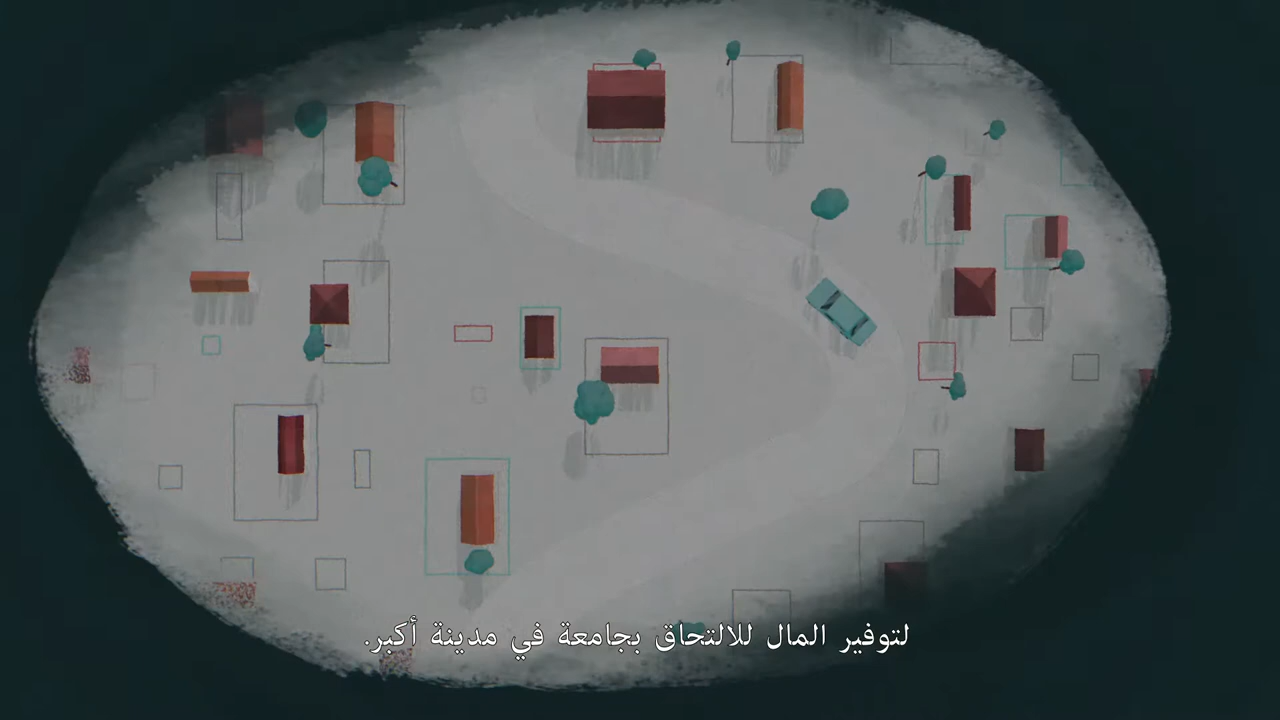 لتوفير المال للالتحاق بجامعة في مدينة أكبر.